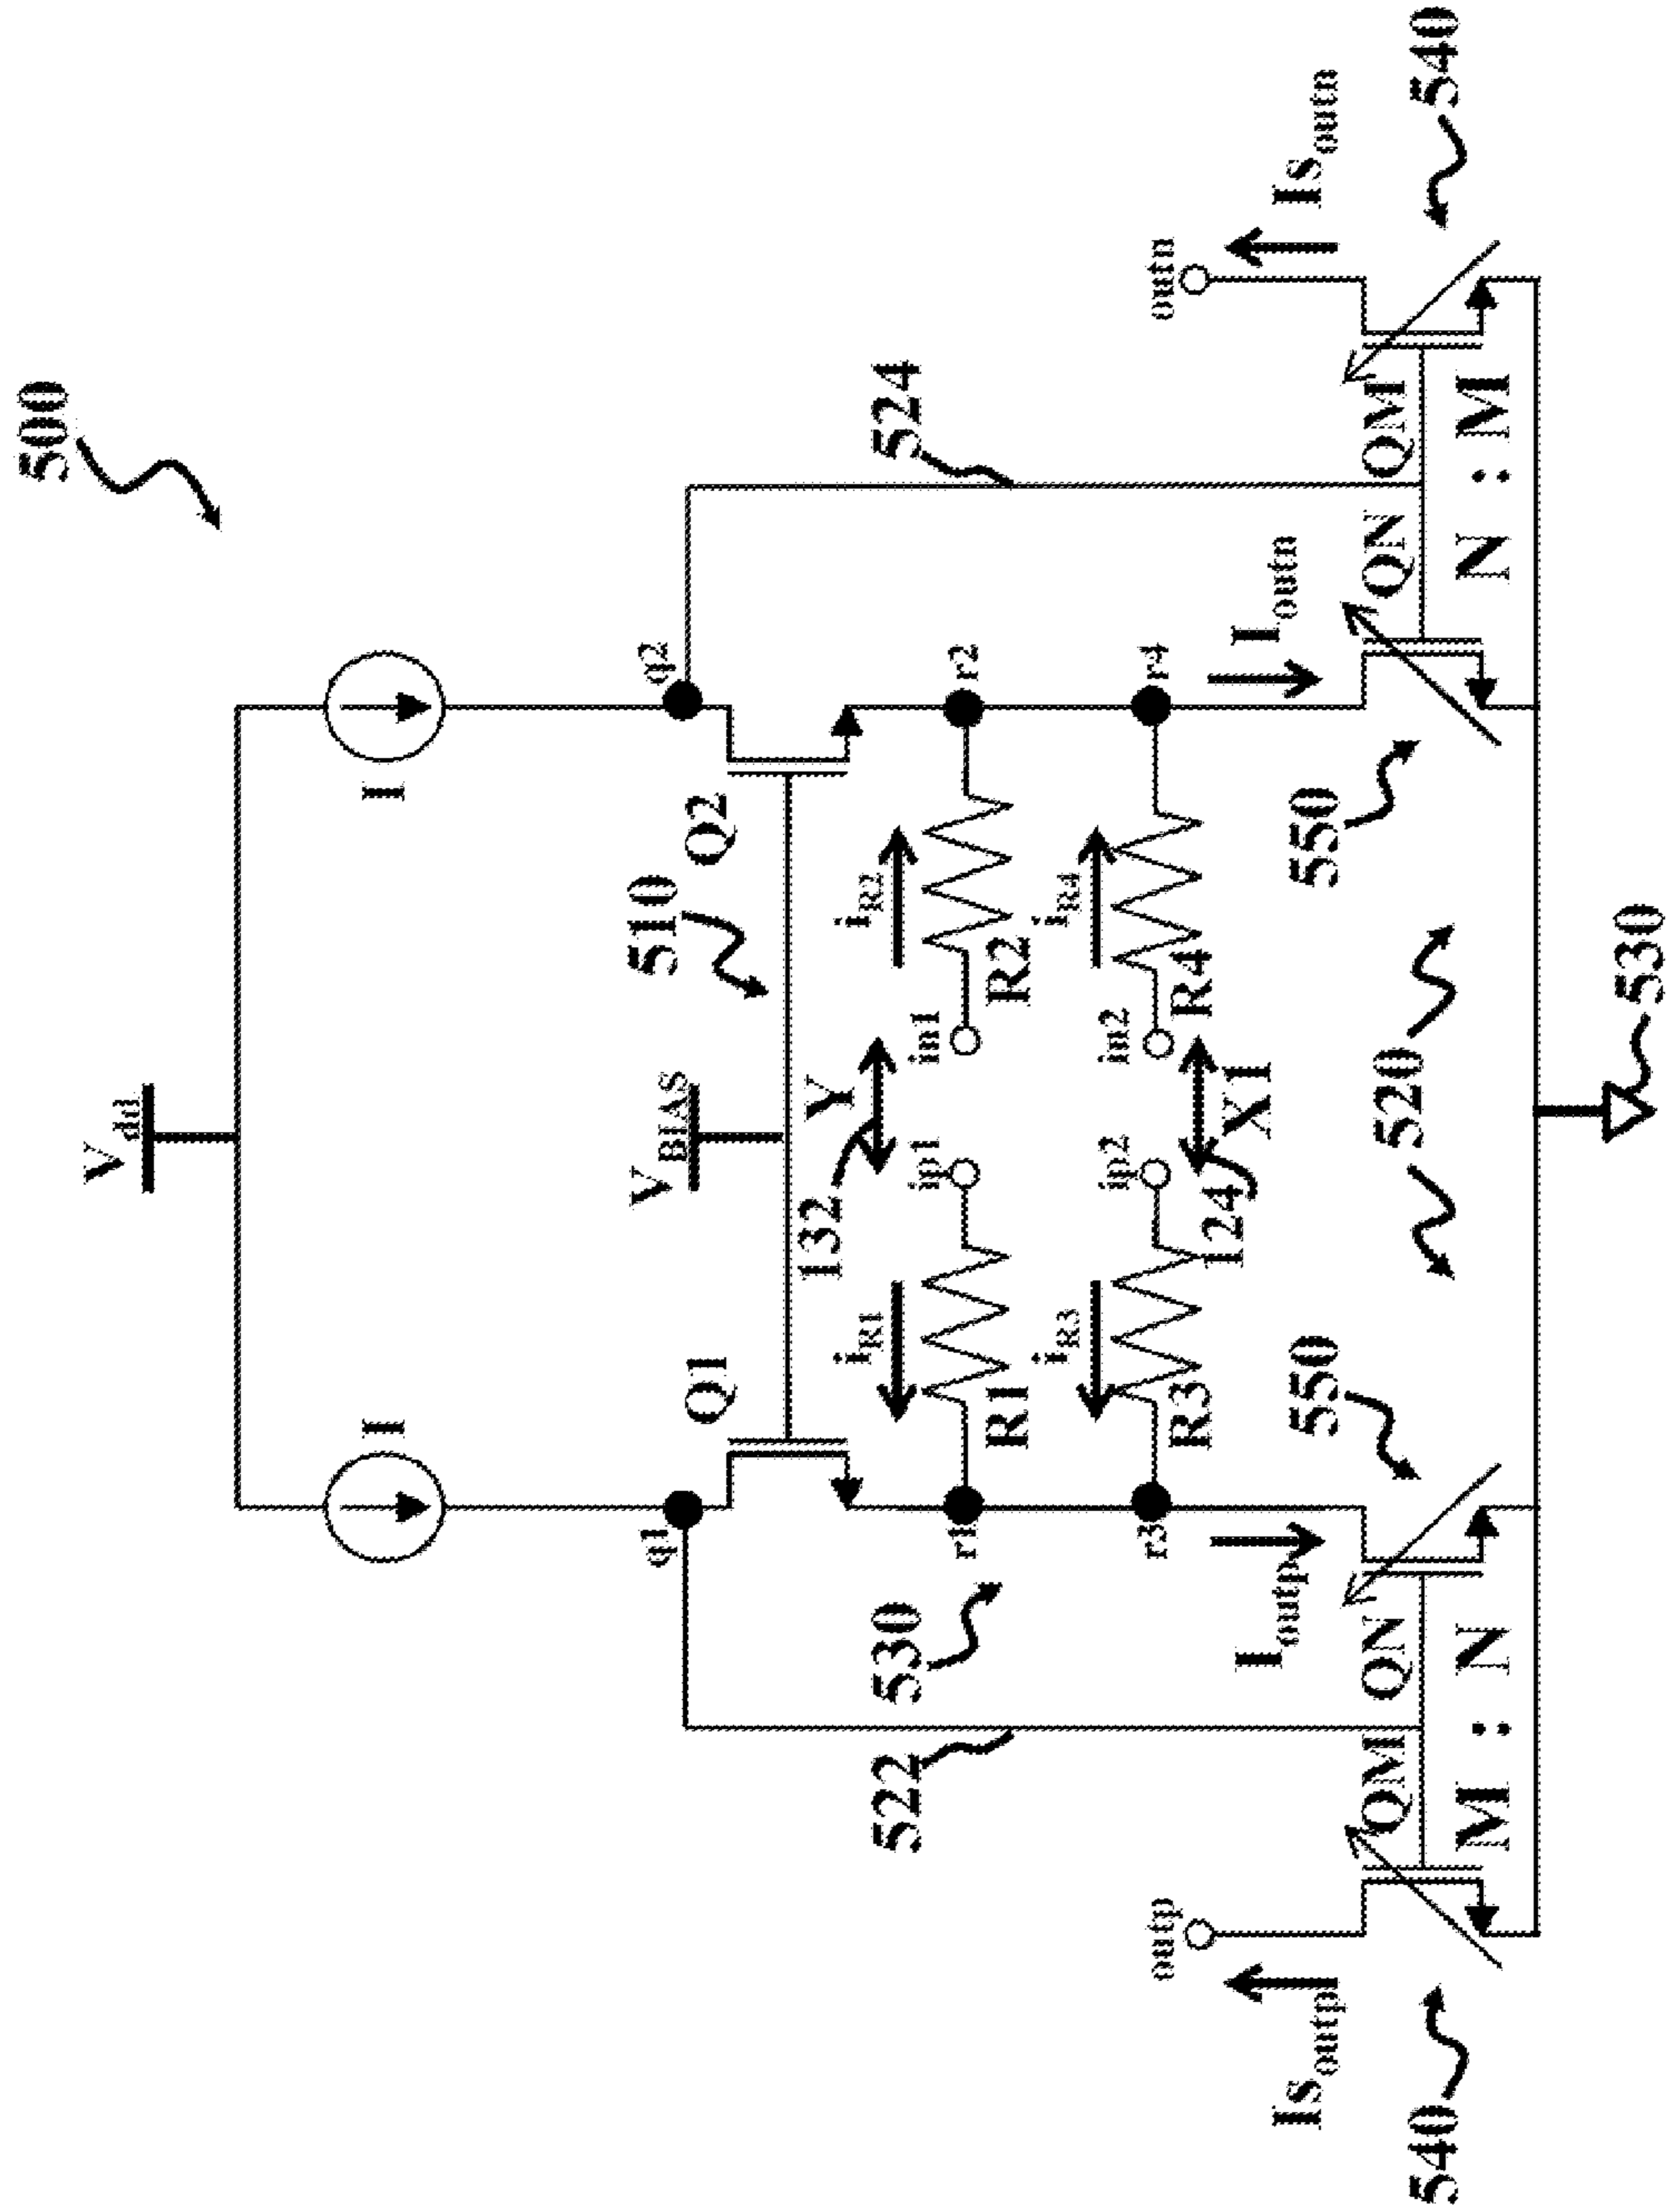 500
V_dd
I
I
q1
q2
V_BIAS
Q1
Q2
510
522
524
530
132
Y
i_R1
i_R2
r1
R1
ip1
in1
R2
r2
i_R3
i_R4
r3
R3
ip2
in2
R4
r4
124
X1
outp
outn
Is_outp
I_outp
I_outn
Is_outn
540
QM
QN
550
520
550
QN
QM
540
M : N
N : M
530